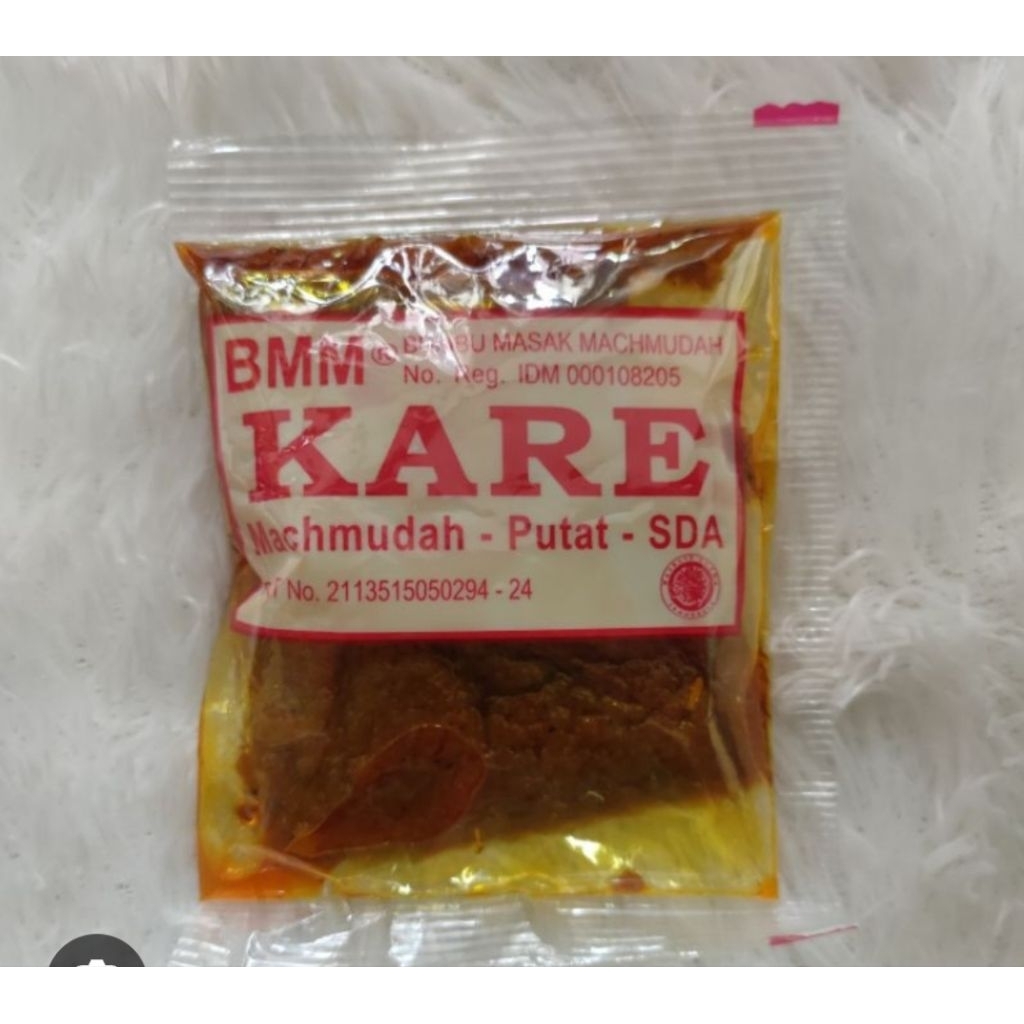 BMM® BUMBU MASAK MACHMUDAH
No. Reg. IDM 000108205
KARE
Machmudah - Putat - SDA
No. 2113515050294 - 24